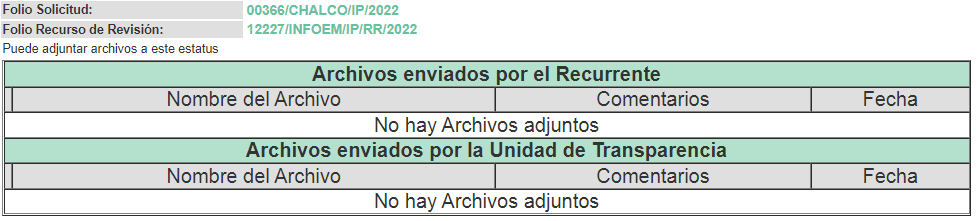 Folio Solicitud: 00366/CHALCO/IP/2022
Folio Recurso de Revisión: 12227/INFOEM/IP/RR/2022
Puede adjuntar archivos a este estatus
Archivos enviados por el Recurrente
Nombre del Archivo Comentarios Fecha
No hay Archivos adjuntos
Archivos enviados por la Unidad de Transparencia
Nombre del Archivo Comentarios Fecha
No hay Archivos adjuntos